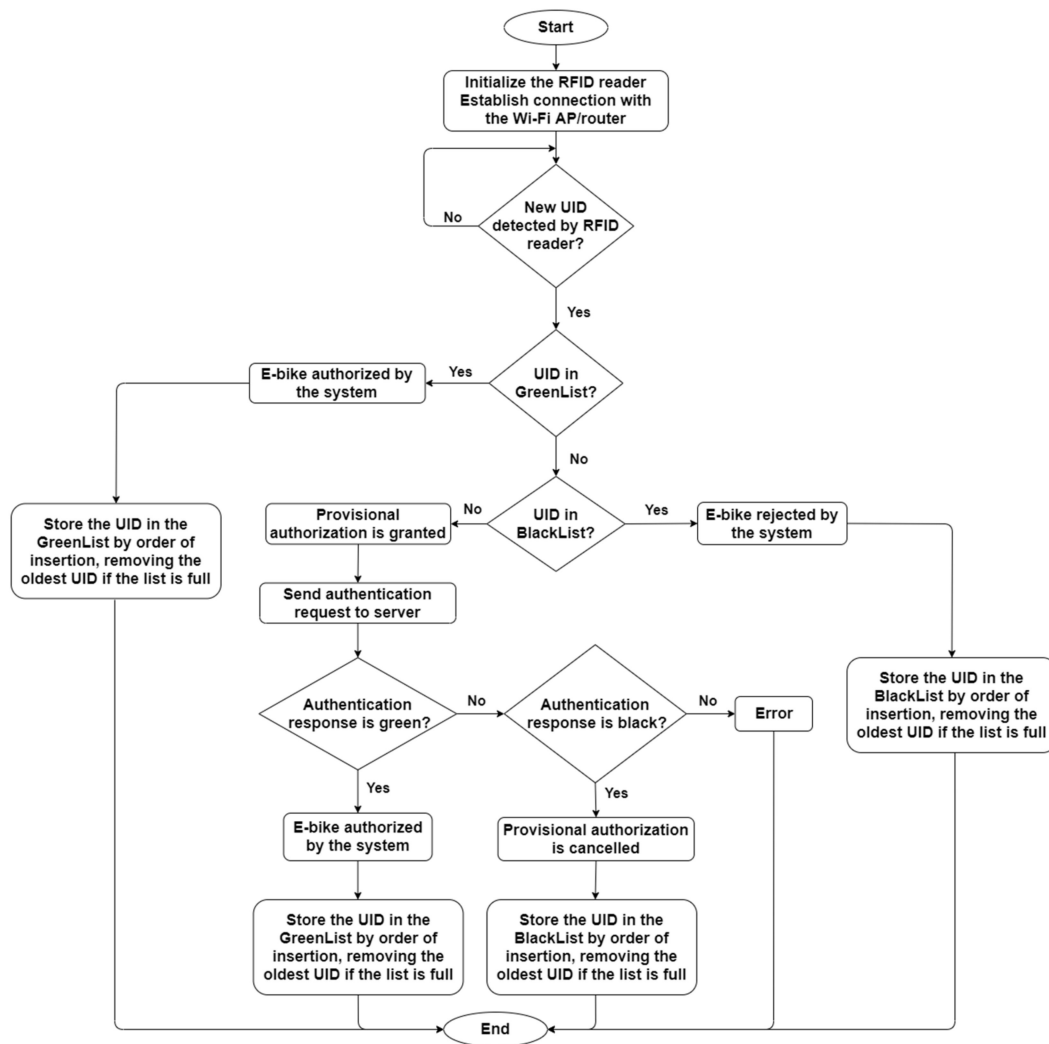 Start
Initialize the RFID reader
Establish connection with
the Wi-Fi AP/router
No
New UID
detected by RFID
reader?
Yes
E-bike authorized by
the system
Yes
UID in
GreenList?
No
Store the UID in the
GreenList by order of
insertion, removing the
oldest UID if the list is full
Provisional
authorization is granted
No
UID in
BlackList?
Yes
E-bike rejected by
the system
Send authentication
request to server
Authentication
response is green?
No
Authentication
response is black?
No
Error
Store the UID in the
BlackList by order of
insertion, removing the
oldest UID if the list is full
Yes
Yes
E-bike authorized
by the system
Provisional authorization
is cancelled
Store the UID in the
GreenList by order of
insertion, removing the
oldest UID if the list is full
Store the UID in the
BlackList by order of
insertion, removing the
oldest UID if the list is full
End